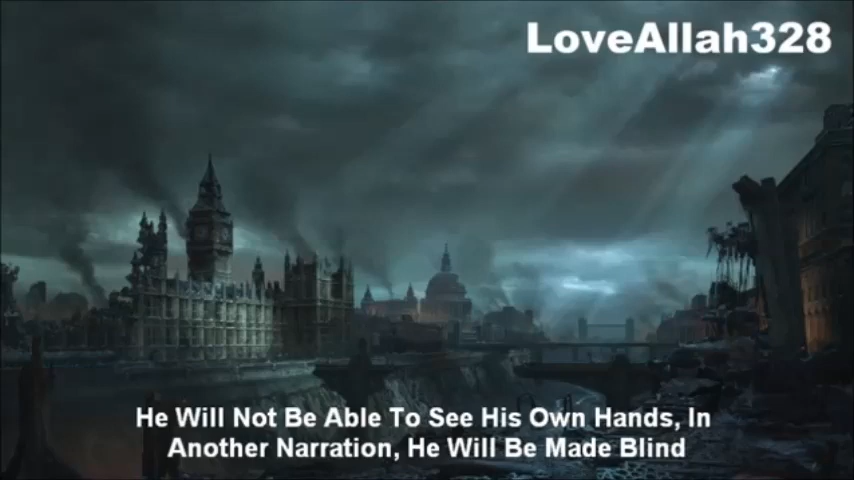 LoveAllah328
He Will Not Be Able To See His Own Hands, In
Another Narration, He Will Be Made Blind